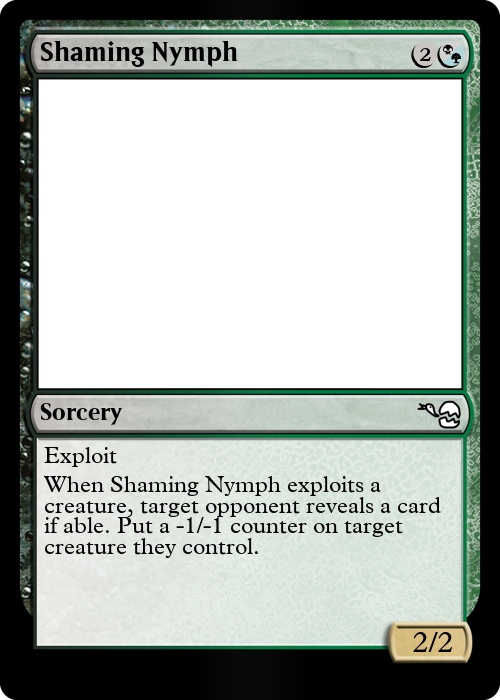 Shaming Nymph 2
Sorcery
Exploit
When Shaming Nymph exploits a
creature, target opponent reveals a card
if able. Put a -1/-1 counter on target
creature they control.
2/2